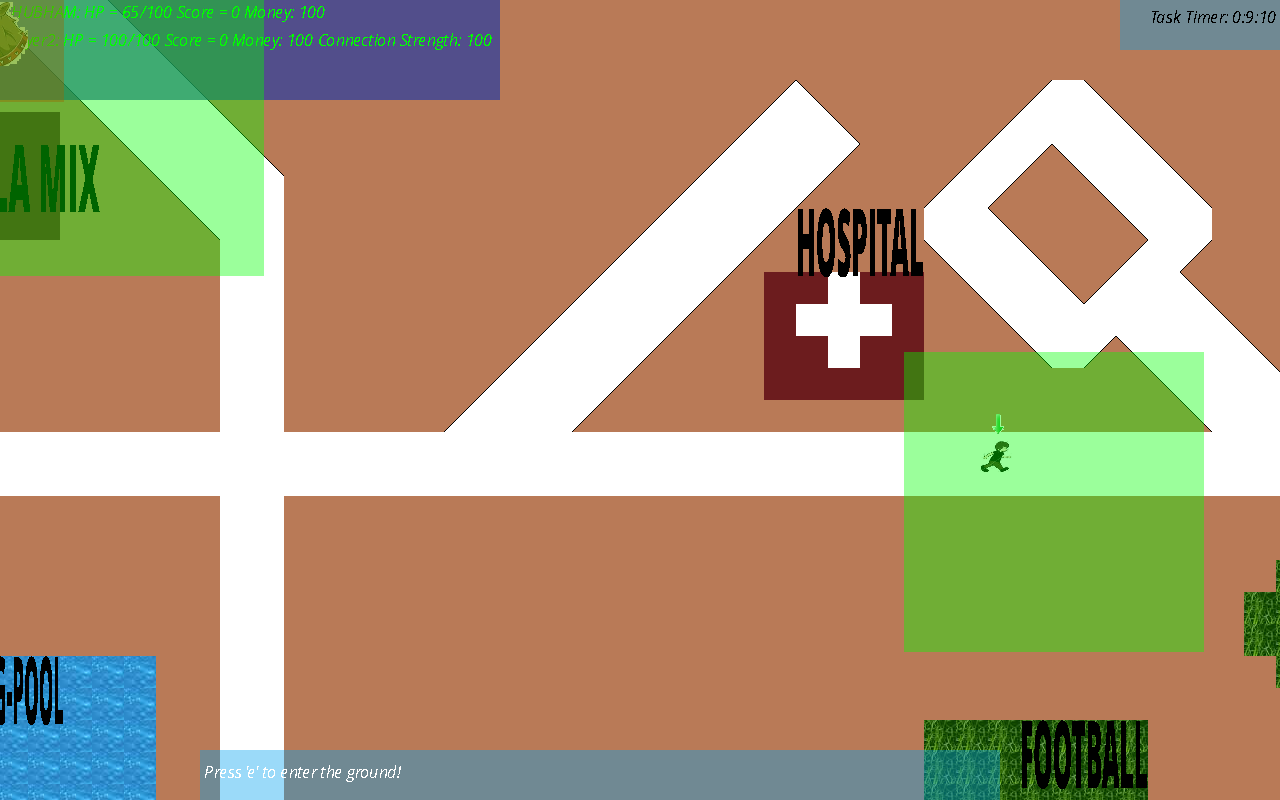 HP = 65/100 Score = 0 Money: 100
HP = 100/100 Score = 0 Money: 100 Connection Strength: 100
Task Timer: 0:9:10
LA MIX
HOSPITAL
G-POOL
FOOTBALL
Press 'e' to enter the ground!